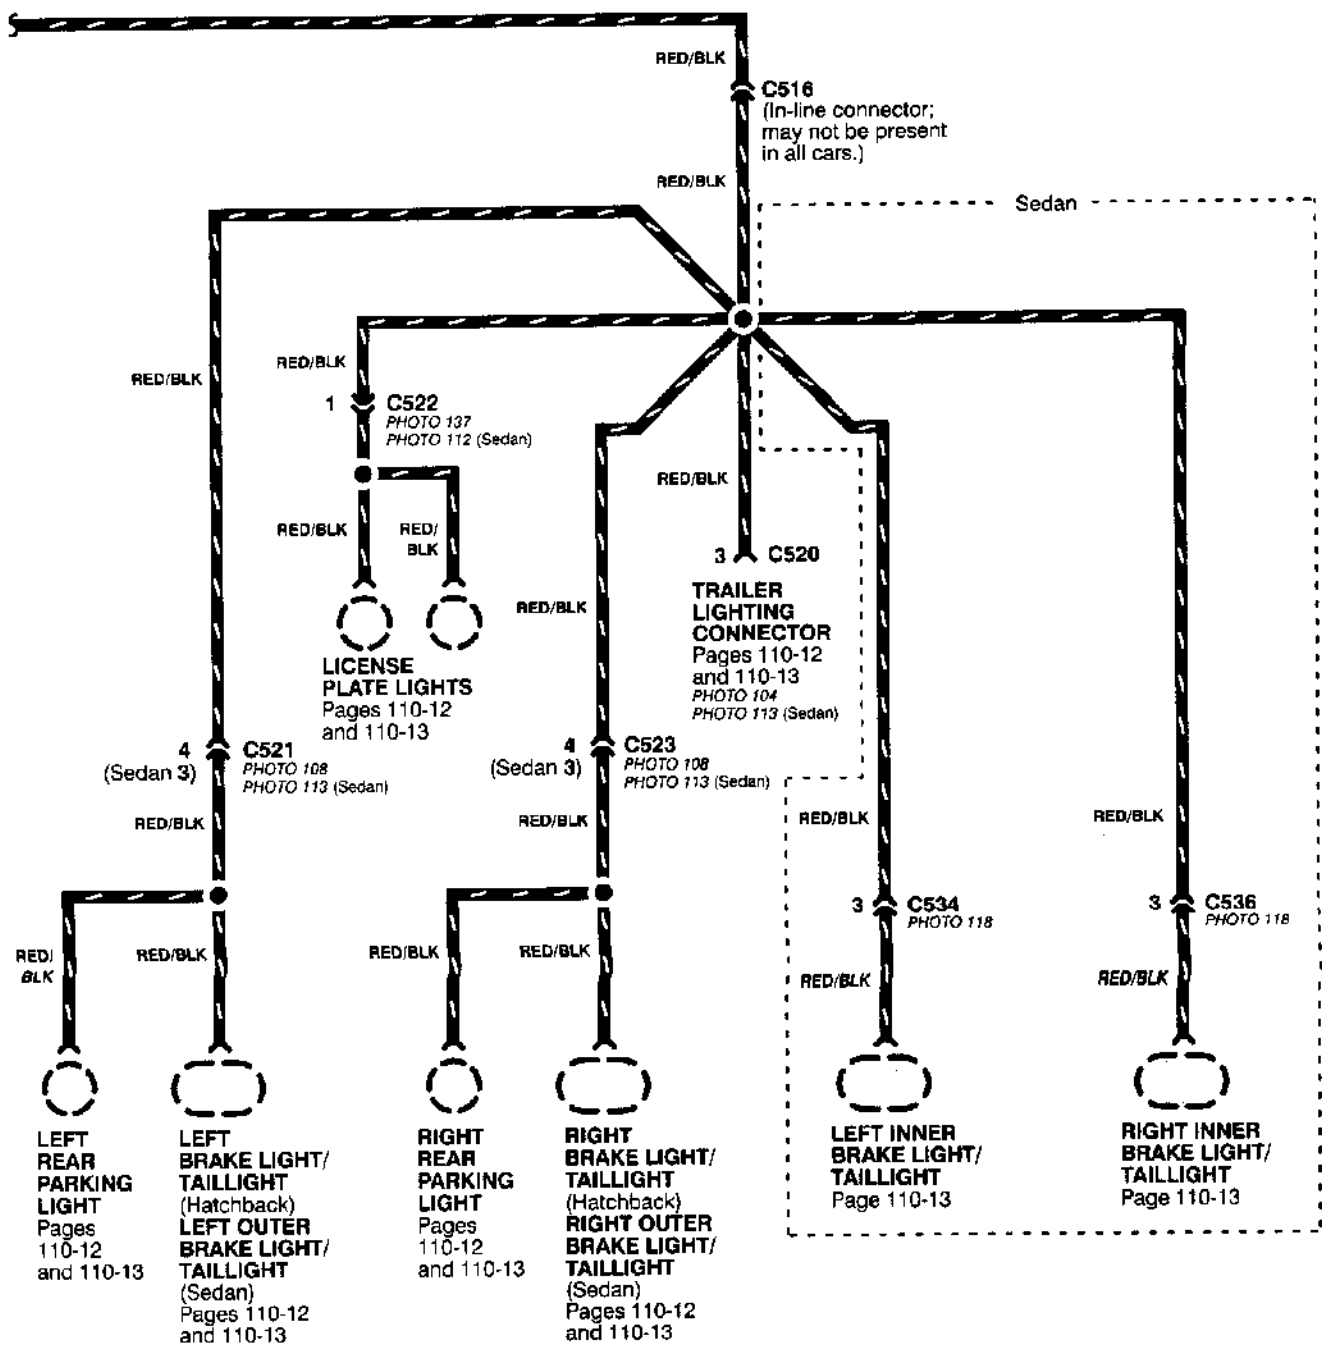 RED/BLK
C516
(In-line connector;
may not be present
in all cars.)
RED/BLK
Sedan
RED/BLK
RED/BLK
1
C522
PHOTO 137
PHOTO 112 (Sedan)
RED/BLK
RED/
BLK
RED/BLK
3
C520
RED/BLK
TRAILER
LIGHTING
CONNECTOR
Pages 110-12
and 110-13
PHOTO 104
PHOTO 113 (Sedan)
LICENSE
PLATE LIGHTS
Pages 110-12
and 110-13
4
(Sedan 3)
C521
PHOTO 108
PHOTO 113 (Sedan)
4
(Sedan 3)
C523
PHOTO 108
PHOTO 113 (Sedan)
RED/BLK
RED/BLK
RED/BLK
RED/BLK
3
C534
PHOTO 118
3
C536
PHOTO 118
RED/
BLK
RED/BLK
RED/BLK
RED/BLK
RED/BLK
RED/BLK
LEFT
REAR
PARKING
LIGHT
Pages
110-12
and 110-13
LEFT
BRAKE LIGHT/
TAILLIGHT
(Hatchback)
LEFT OUTER
BRAKE LIGHT/
TAILLIGHT
(Sedan)
Pages 110-12
and 110-13
RIGHT
REAR
PARKING
LIGHT
Pages
110-12
and 110-13
RIGHT
BRAKE LIGHT/
TAILLIGHT
(Hatchback)
RIGHT OUTER
BRAKE LIGHT/
TAILLIGHT
(Sedan)
Pages 110-12
and 110-13
LEFT INNER
BRAKE LIGHT/
TAILLIGHT
Page 110-13
RIGHT INNER
BRAKE LIGHT/
TAILLIGHT
Page 110-13